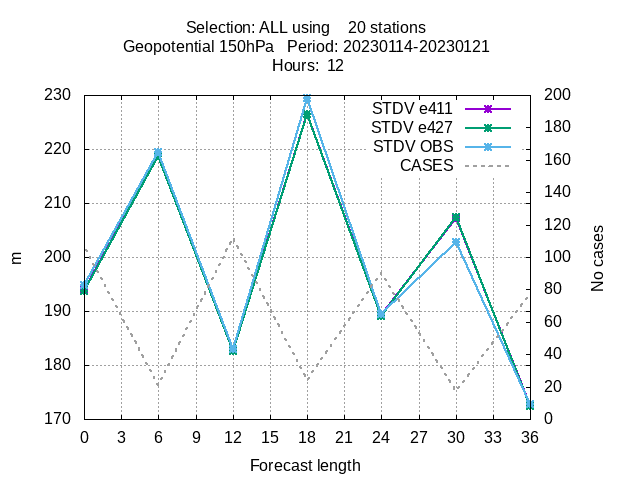 Selection: ALL using 20 stations
Geopotential 150hPa Period: 20230114-20230121
Hours: 12
STDV e411
STDV e427
STDV OBS
CASES
230
220
210
200
190
180
170
m
200
180
160
140
120
100
80
60
40
20
0
No cases
0 3 6 9 12 15 18 21 24 27 30 33 36
Forecast length